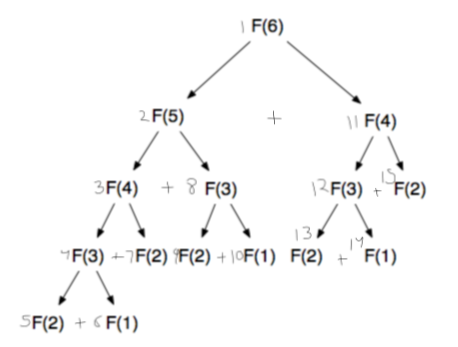 1 F(6)
2 F(5) + 11 F(4)
3 F(4) + 8 F(3) 12 F(3) + 15 F(2)
4 F(3) + 7 F(2) 9 F(2) + 10 F(1) 13 F(2) + 14 F(1)
5 F(2) + 6 F(1)